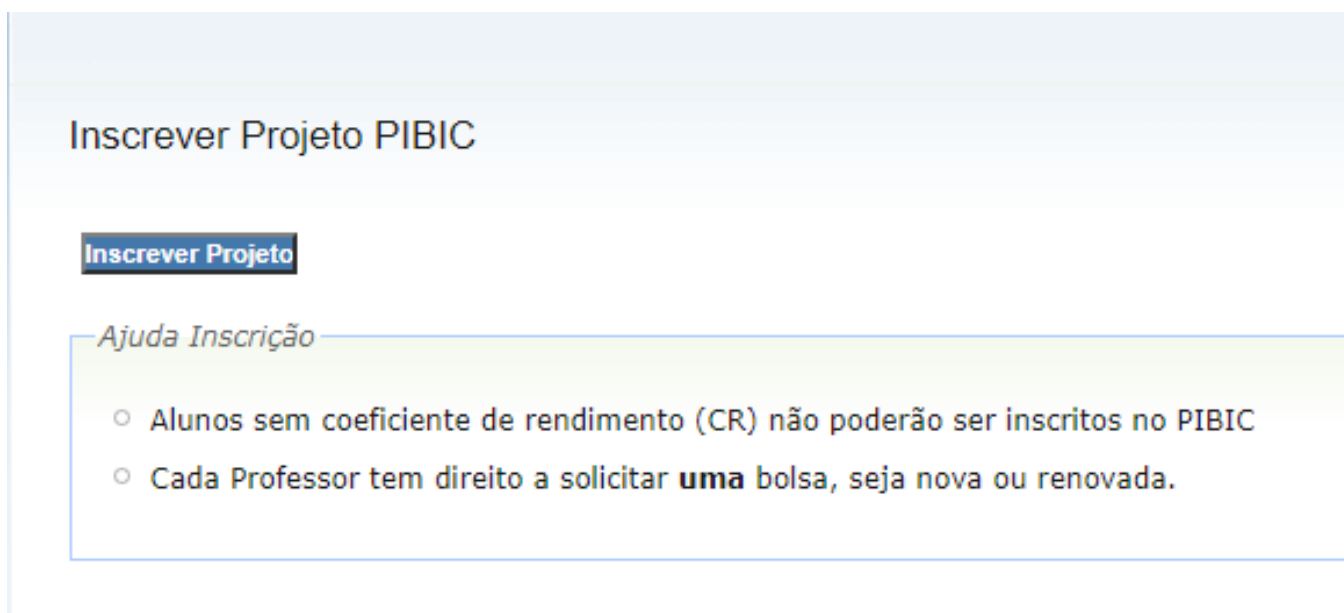 Inscrever Projeto PIBIC
Inscrever Projeto
Ajuda Inscrição
Alunos sem coeficiente de rendimento (CR) não poderão ser inscritos no PIBIC
Cada Professor tem direito a solicitar uma bolsa, seja nova ou renovada.